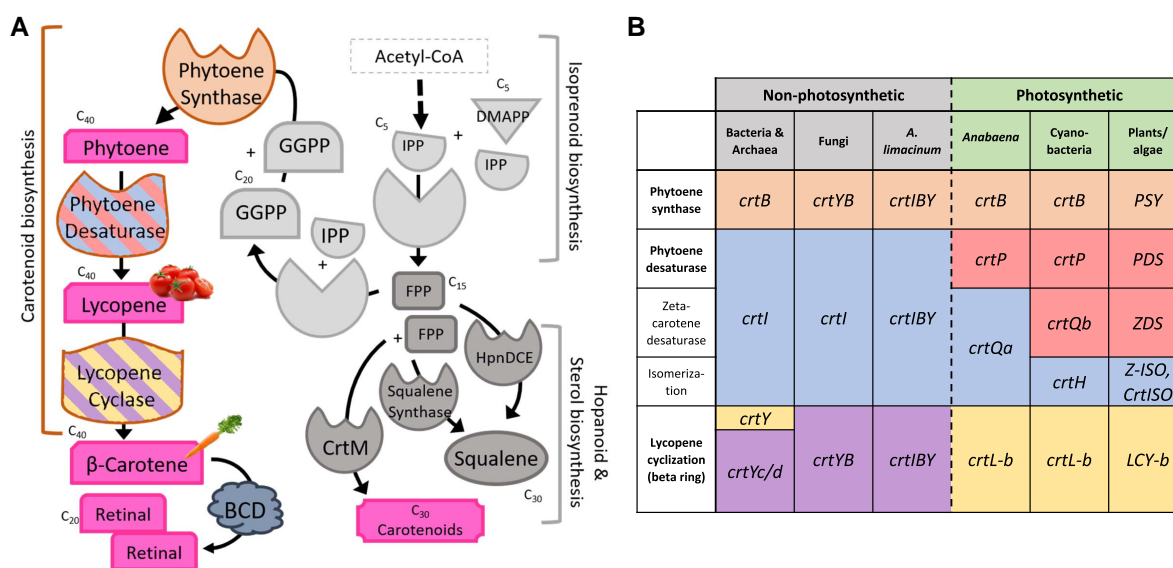 A
Carotenoid biosynthesis
Phytoene
Synthase
C40
Phytoene
Phytoene
Desaturase
C40
Lycopene
Lycopene
Cyclase
C40
β-Carotene
BCD
C20
Retinal
Retinal
GGPP
+
C20
GGPP
IPP
+
Acetyl-CoA
C5
DMAPP
C5
+
IPP
IPP
FPP
C15
+
FPP
HpnDCE
Squalene
Synthase
CrtM
Squalene
C30
C30
Carotenoids
Isoprenoid biosynthesis
Hopanoid &
Sterol biosynthesis
B
Non-photosynthetic
Photosynthetic
Bacteria &
Archaea
Fungi
A.
limacinum
Anabaena
Cyano-
bacteria
Plants/
algae
Phytoene
synthase
crtB
crtYB
crtIBY
crtB
crtB
PSY
Phytoene
desaturase
crtI
crtI
crtIBY
crtP
crtP
PDS
Zeta-
carotene
desaturase
crtQa
crtQb
ZDS
Isomeriza-
tion
crtH
Z-ISO,
CrtISO
Lycopene
cyclization
(beta ring)
crtY
crtYc/d
crtYB
crtIBY
crtL-b
crtL-b
LCY-b